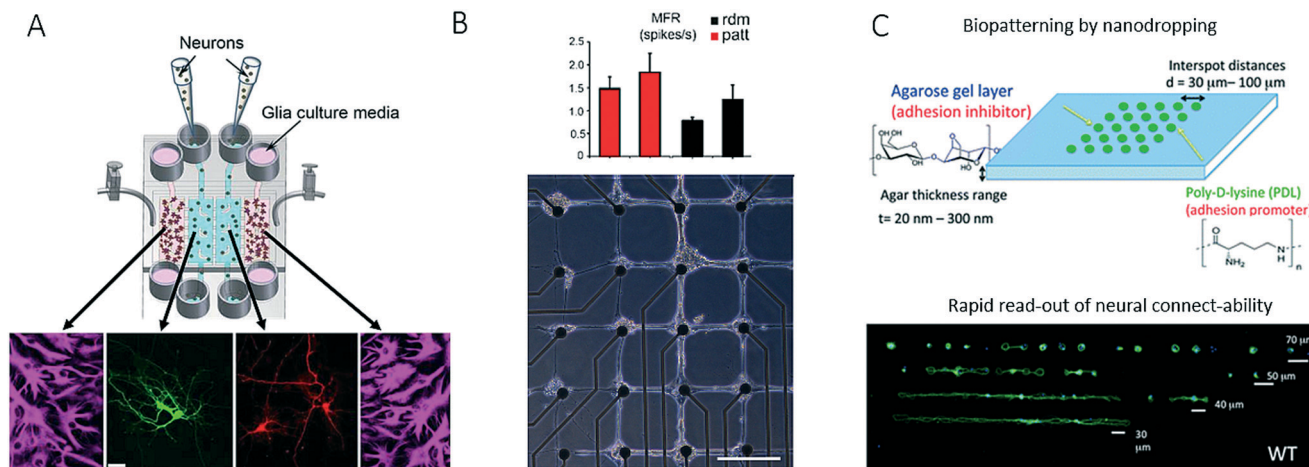 A
Neurons
Glia culture media
B
MFR
(spikes/s)
rdm
patt
2.5
2.0
1.5
1.0
0.5
0
C
Biopatterning by nanodropping
Interspot distances
d = 30 μm– 100 μm
Agarose gel layer
(adhesion inhibitor)
Agar thickness range
t= 20 nm – 300 nm
Poly-D-lysine (PDL)
(adhesion promoter)
Rapid read-out of neural connect-ability
70 μm
50 μm
40 μm
30
μm
WT